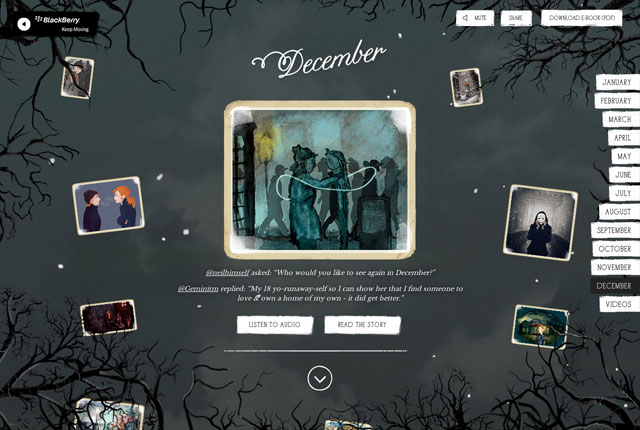 BlackBerry
Keep Moving
MUTE
SHARE
DOWNLOAD E-BOOK (PDF)
December
JANUARY
FEBRUARY
MARCH
APRIL
MAY
JUNE
JULY
AUGUST
SEPTEMBER
OCTOBER
NOVEMBER
DECEMBER
VIDEOS
@neilhimself asked: "Who would you like to see again in December?"
@Geminitm replied: "My 18 yo-runaway-self so I can show her that I find someone to
love & own a home of my own - it did get better."
LISTEN TO AUDIO
READ THE STORY